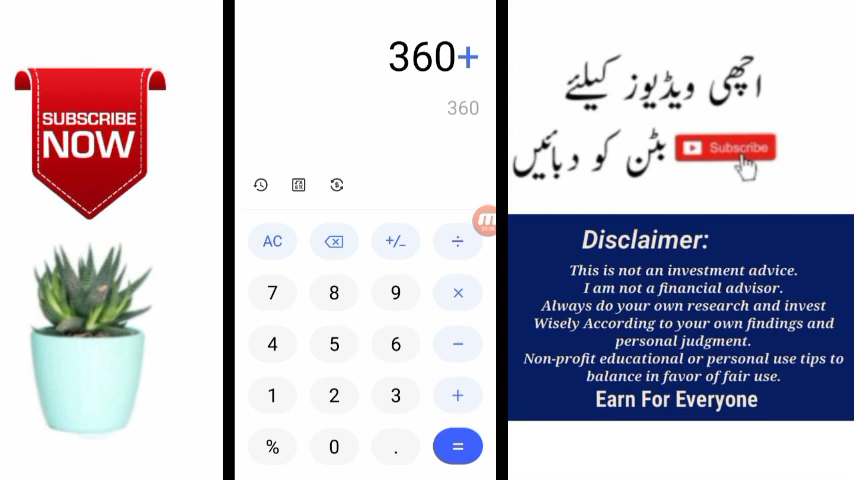 SUBSCRIBE
NOW
360+
360
AC
+/−
÷
7
8
9
×
4
5
6
−
1
2
3
+
%
0
.
=
اچھی ویڈیوز کیلئے
بٹن کو دبائیں Subscribe
Disclaimer:
This is not an investment advice.
I am not a financial advisor.
Always do your own research and invest
Wisely According to your own findings and
personal judgment.
Non-profit educational or personal use tips to
balance in favor of fair use.
Earn For Everyone